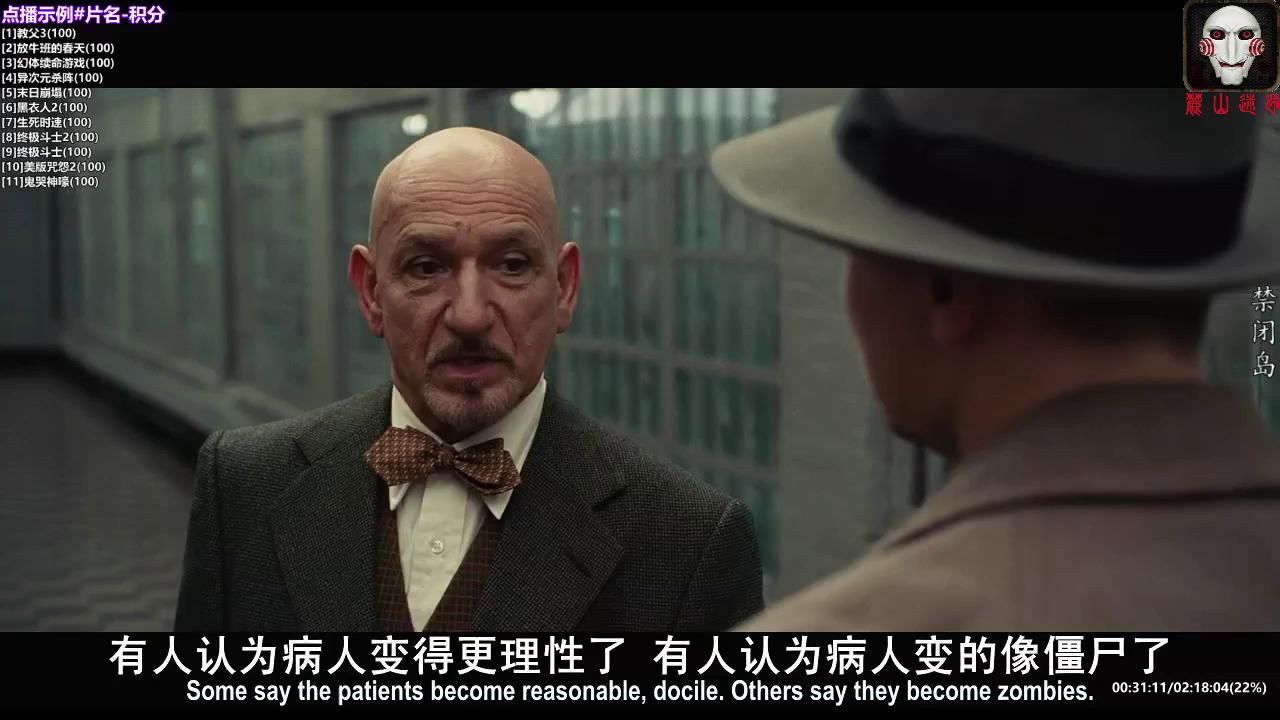 点播示例#片名-积分
[1]教父3(100)
[2]放牛班的春天(100)
[3]幻体续命游戏(100)
[4]异次元杀阵(100)
[5]末日崩塌(100)
[6]黑衣人2(100)
[7]生死时速(100)
[8]终极斗士2(100)
[9]终极斗士(100)
[10]美版咒怨2(100)
[11]鬼哭神嚎(100)
禁闭岛
有人认为病人变得更理性了 有人认为病人变的像僵尸了
Some say the patients become reasonable, docile. Others say they become zombies.
00:31:11/02:18:04(22%)